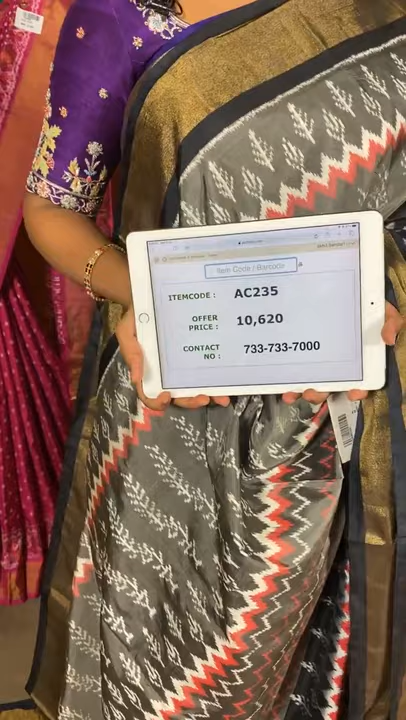 Item Code / Barcode
ITEMCODE : AC235
OFFER PRICE : 10,620
CONTACT NO : 733-733-7000